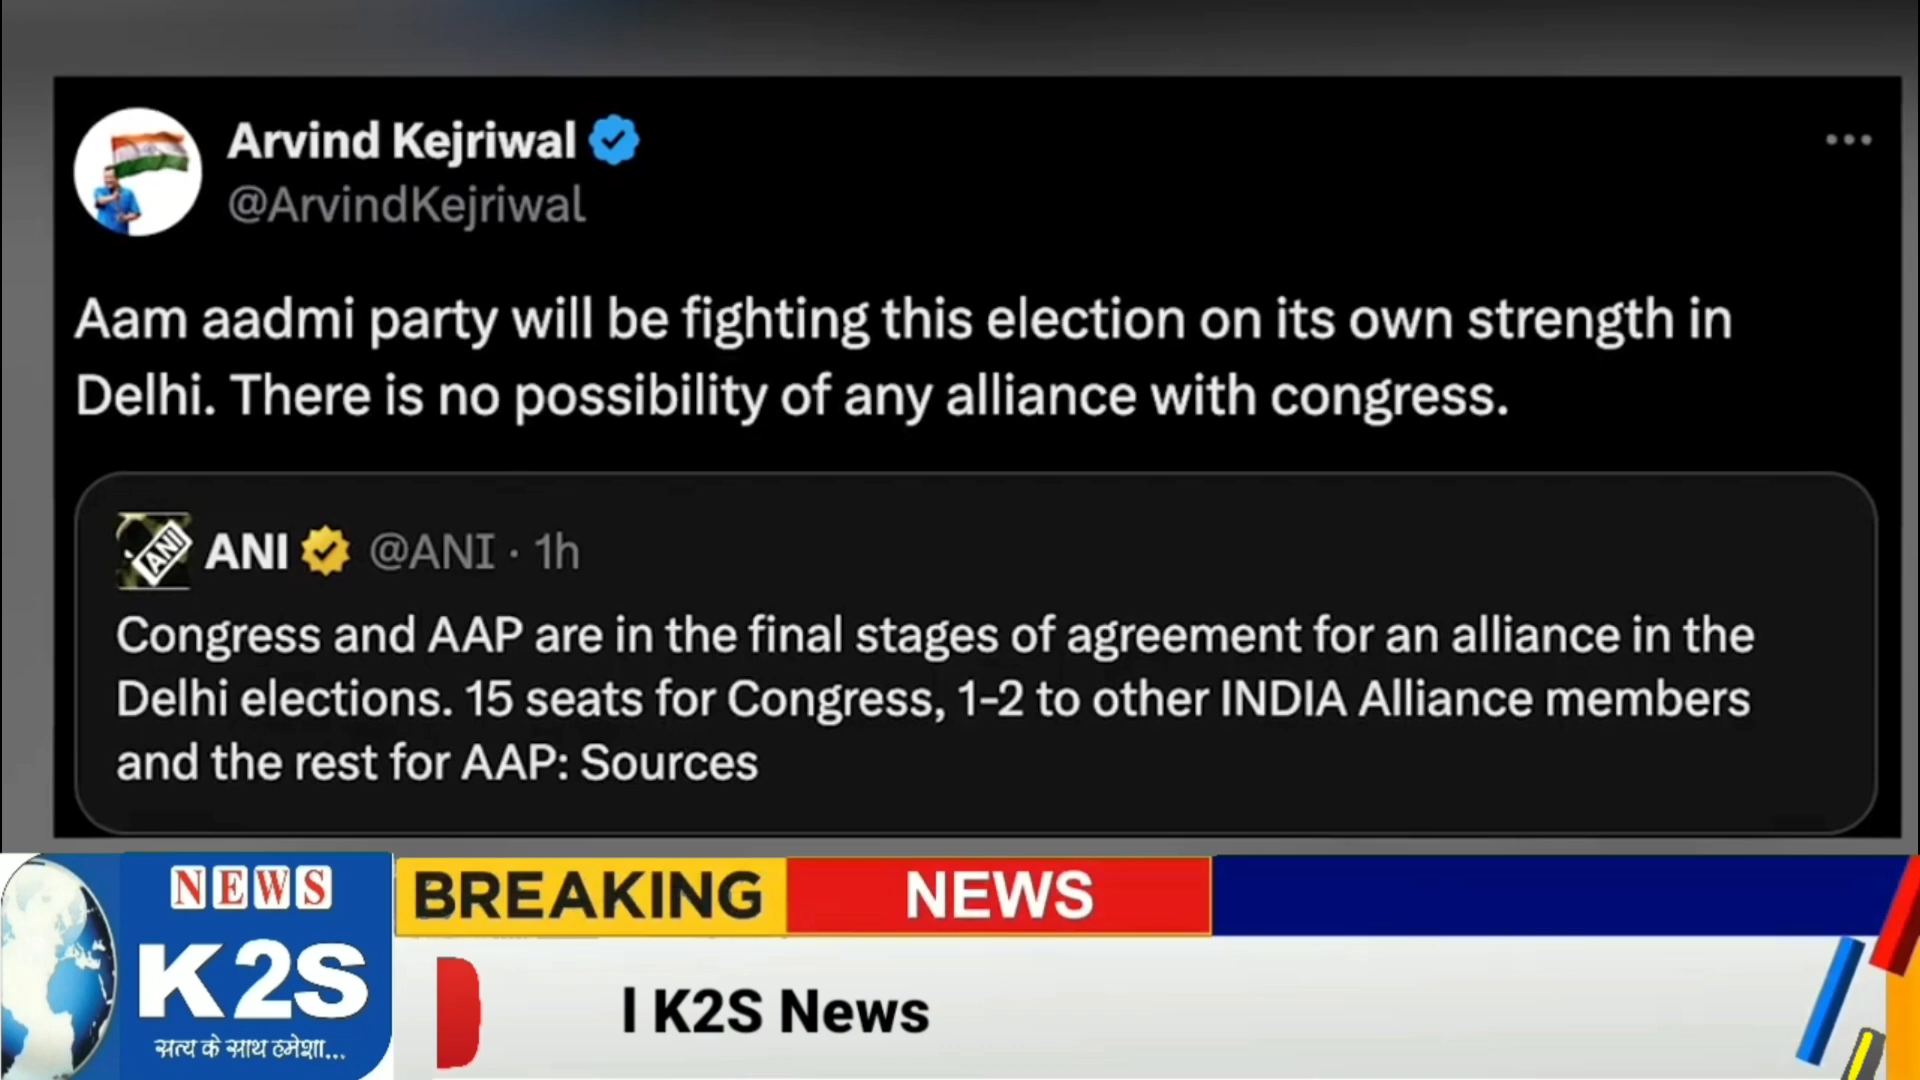 Arvind Kejriwal
@ArvindKejriwal
Aam aadmi party will be fighting this election on its own strength in
Delhi. There is no possibility of any alliance with congress.
ANI
ANI @ANI · 1h
Congress and AAP are in the final stages of agreement for an alliance in the
Delhi elections. 15 seats for Congress, 1-2 to other INDIA Alliance members
and the rest for AAP: Sources
NEWS
K2S
सत्य के साथ हमेशा...
BREAKING NEWS
I K2S News